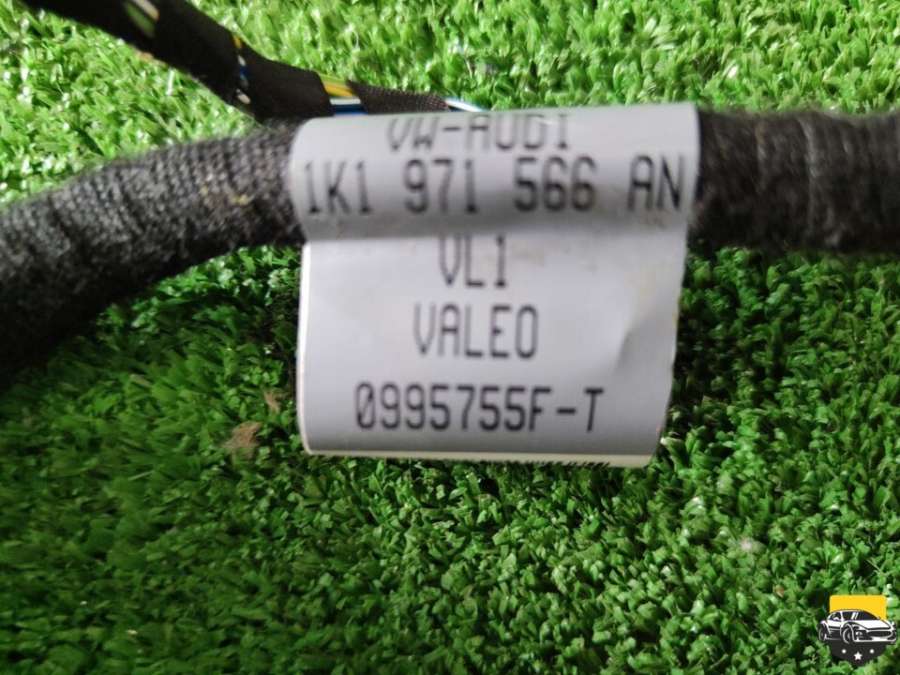 VW-AUDI
1K1 971 566 AN
VL1
VALEO
0995755F-T